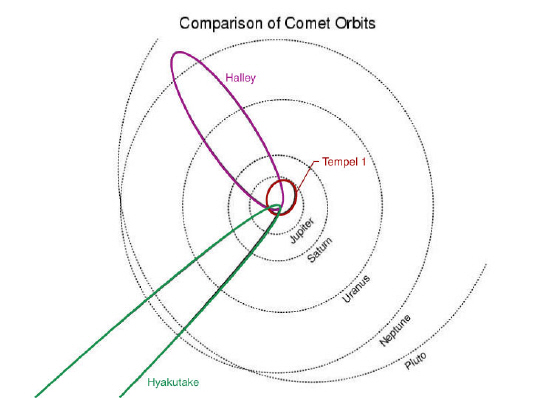 Comparison of Comet Orbits
Halley
Tempel 1
Jupiter
Saturn
Uranus
Neptune
Pluto
Hyakutake